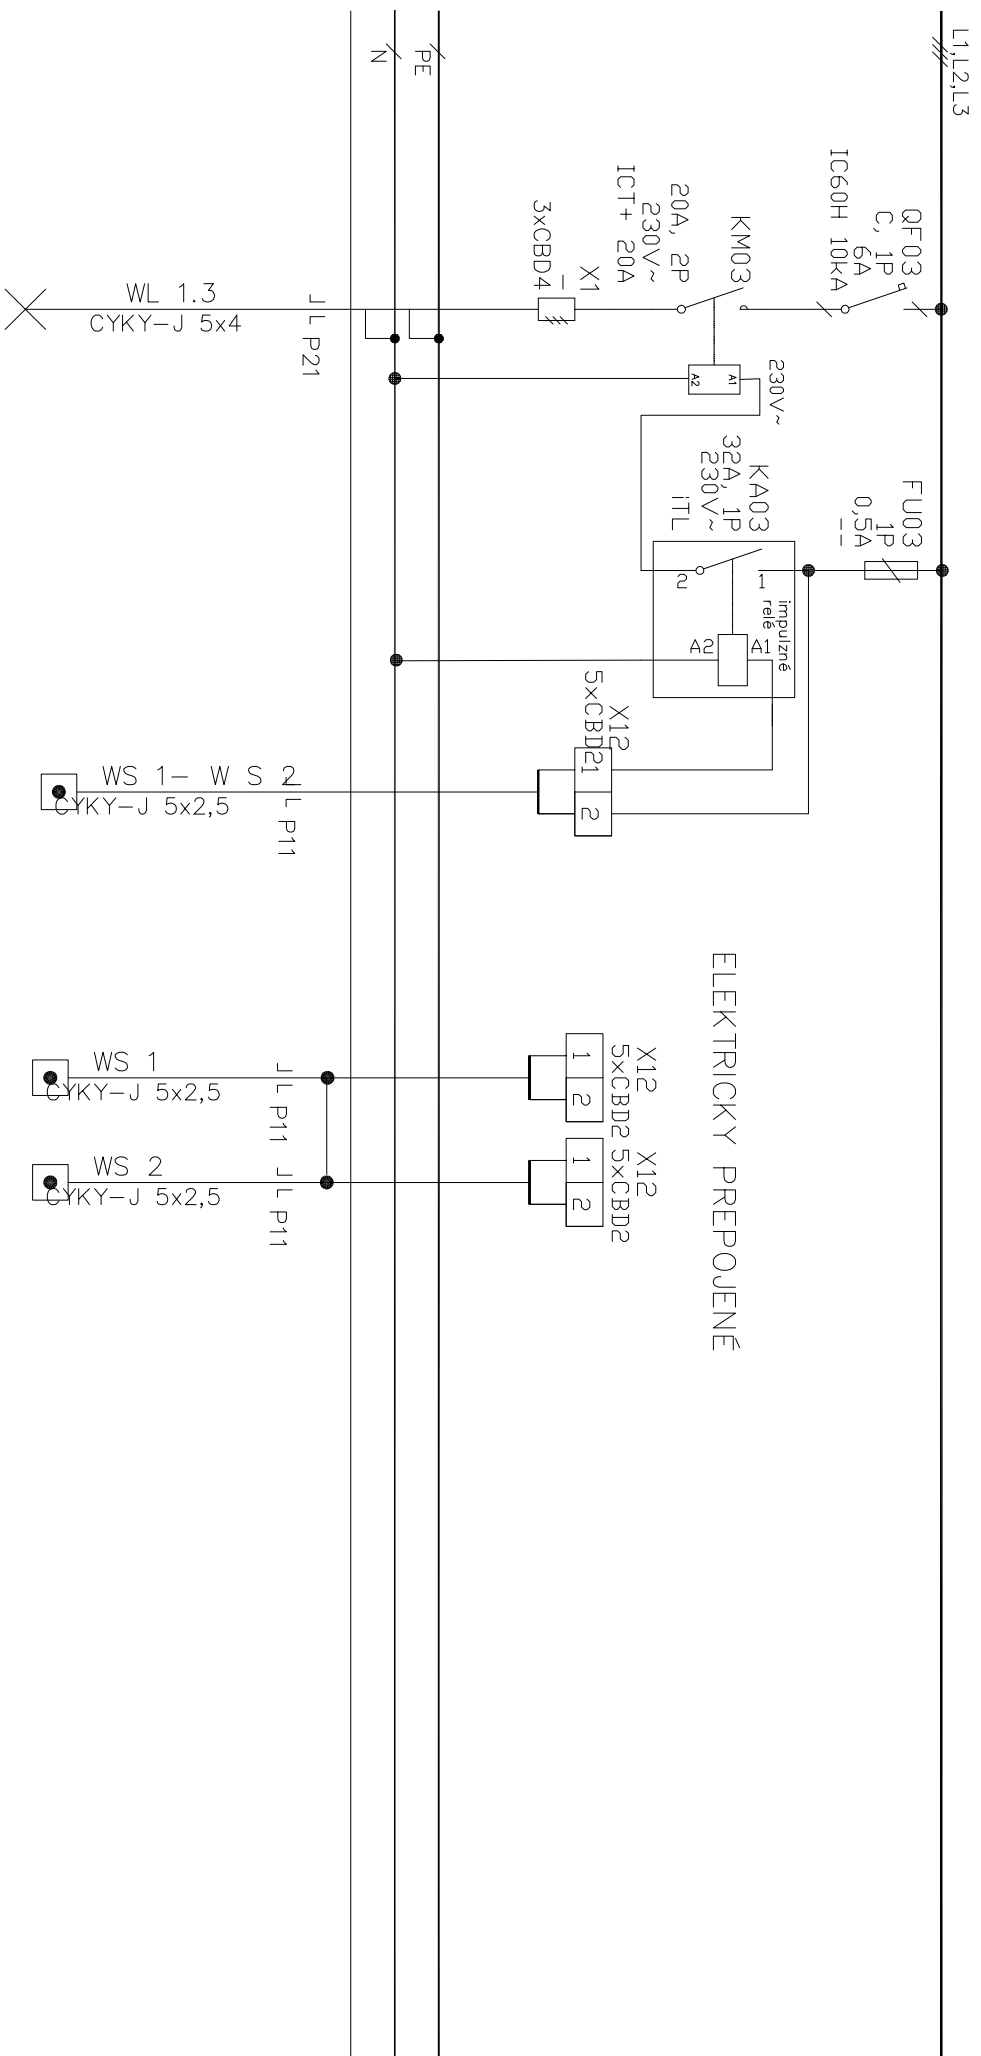 L1,L2,L3
N
PE
QF03
C, 1P
6A
IC60H 10kA
KM03
20A, 2P
230V~
ICT+ 20A
X1
–
3xCBD4
WL 1.3
CYKY-J 5x4
P21
A1
A2
230V~
FU03
1P
0,5A
--
KA03
32A, 1P
230V~
iTL
1
2
impulzné
relé
A2
A1
X12
5xCBD2
1
2
WS 1- W S 2
CYKY-J 5x2,5
P11
ELEKTRICKY PREPOJENÉ
X12
5xCBD2
1
2
WS 1
CYKY-J 5x2,5
P11
X12
5xCBD2
1
2
WS 2
CYKY-J 5x2,5
P11